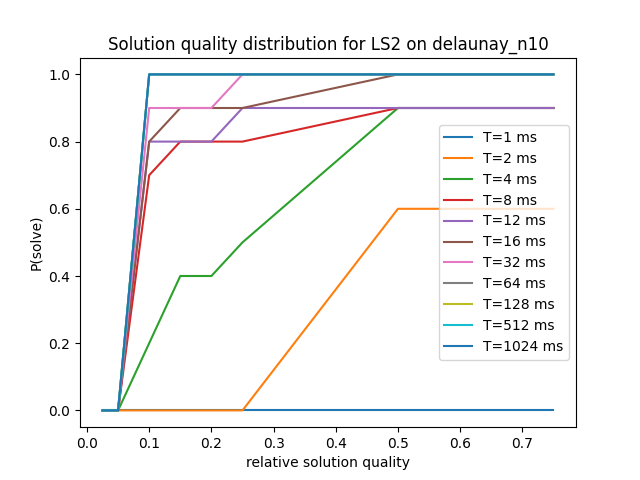 Solution quality distribution for LS2 on delaunay_n10
P(solve)
1.0
0.8
0.6
0.4
0.2
0.0
T=1 ms
T=2 ms
T=4 ms
T=8 ms
T=12 ms
T=16 ms
T=32 ms
T=64 ms
T=128 ms
T=512 ms
T=1024 ms
0.0 0.1 0.2 0.3 0.4 0.5 0.6 0.7
relative solution quality